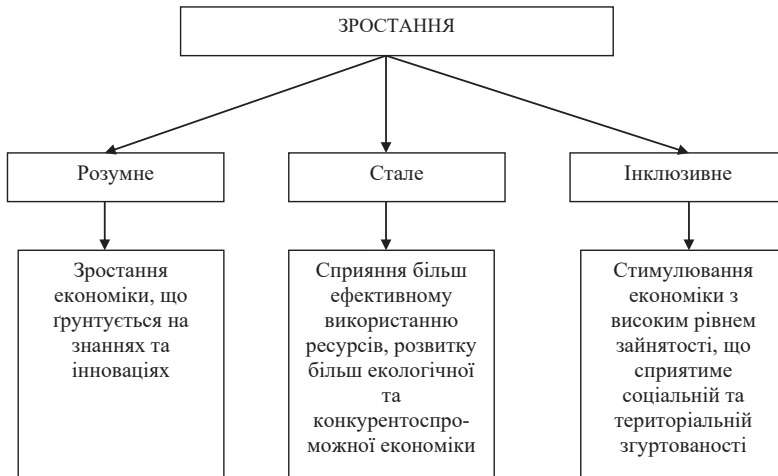 ЗРОСТАННЯ
Розумне
Стале
Інклюзивне
Зростання
економіки, що
ґрунтується на
знаннях та
інноваціях
Сприяння більш
ефективному
використанню
ресурсів, розвитку
більш екологічної
та
конкурентоспро-
можної економіки
Стимулювання
економіки з
високим рівнем
зайнятості, що
сприятиме
соціальній та
територіальній
згуртованості